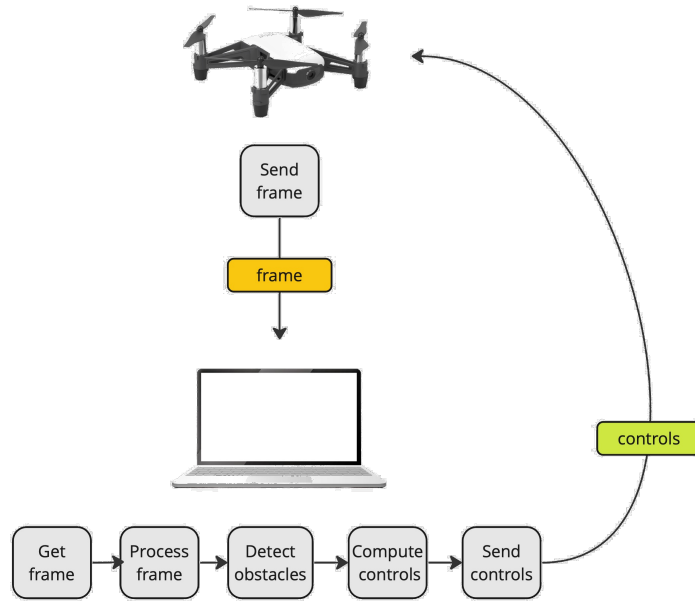 Send
frame
frame
controls
Get
frame
Process
frame
Detect
obstacles
Compute
controls
Send
controls